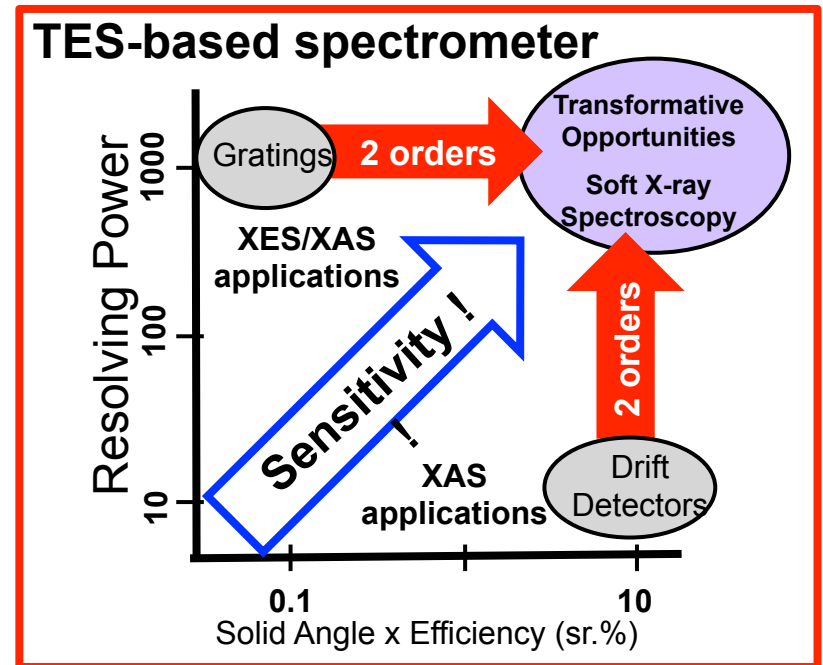 TES-based spectrometer
Transformative
Opportunities
Soft X-ray
Spectroscopy
Gratings
2 orders
XES/XAS
applications
Sensitivity !
!
XAS
applications
2 orders
Drift
Detectors
Resolving Power
1000
100
10
0.1
10
Solid Angle x Efficiency (sr.%)